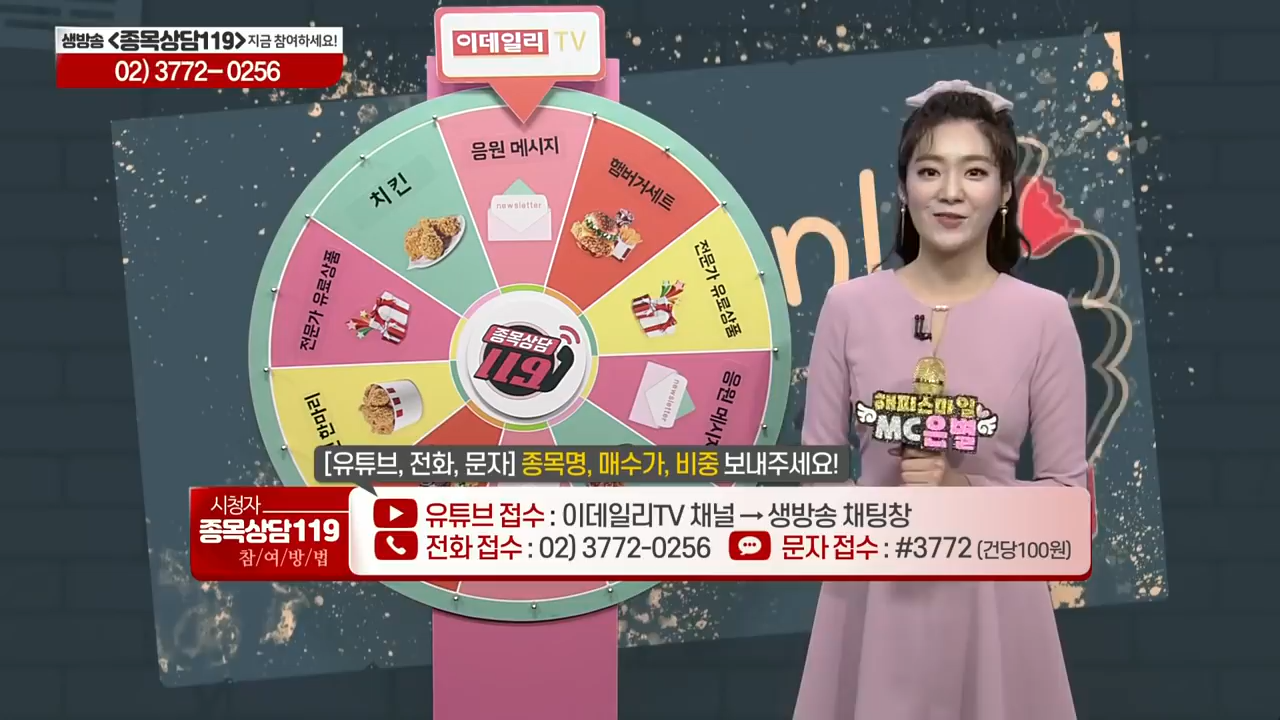 생방송 <종목상담119> 지금 참여하세요!
02) 3772-0256
이데일리 TV
응원 메시지
newsletter
햄버거세트
치킨
전문가 유료상품
전문가 유료상품
종목상담
119
응원 메시지
newsletter
한마리
해피스마일
MC은별
[유튜브, 전화, 문자] 종목명, 매수가, 비중 보내주세요!
시청자
종목상담119
참/여/방/법
유튜브 접수 : 이데일리TV 채널 → 생방송 채팅창
전화 접수 : 02) 3772-0256
문자 접수 : #3772 (건당100원)